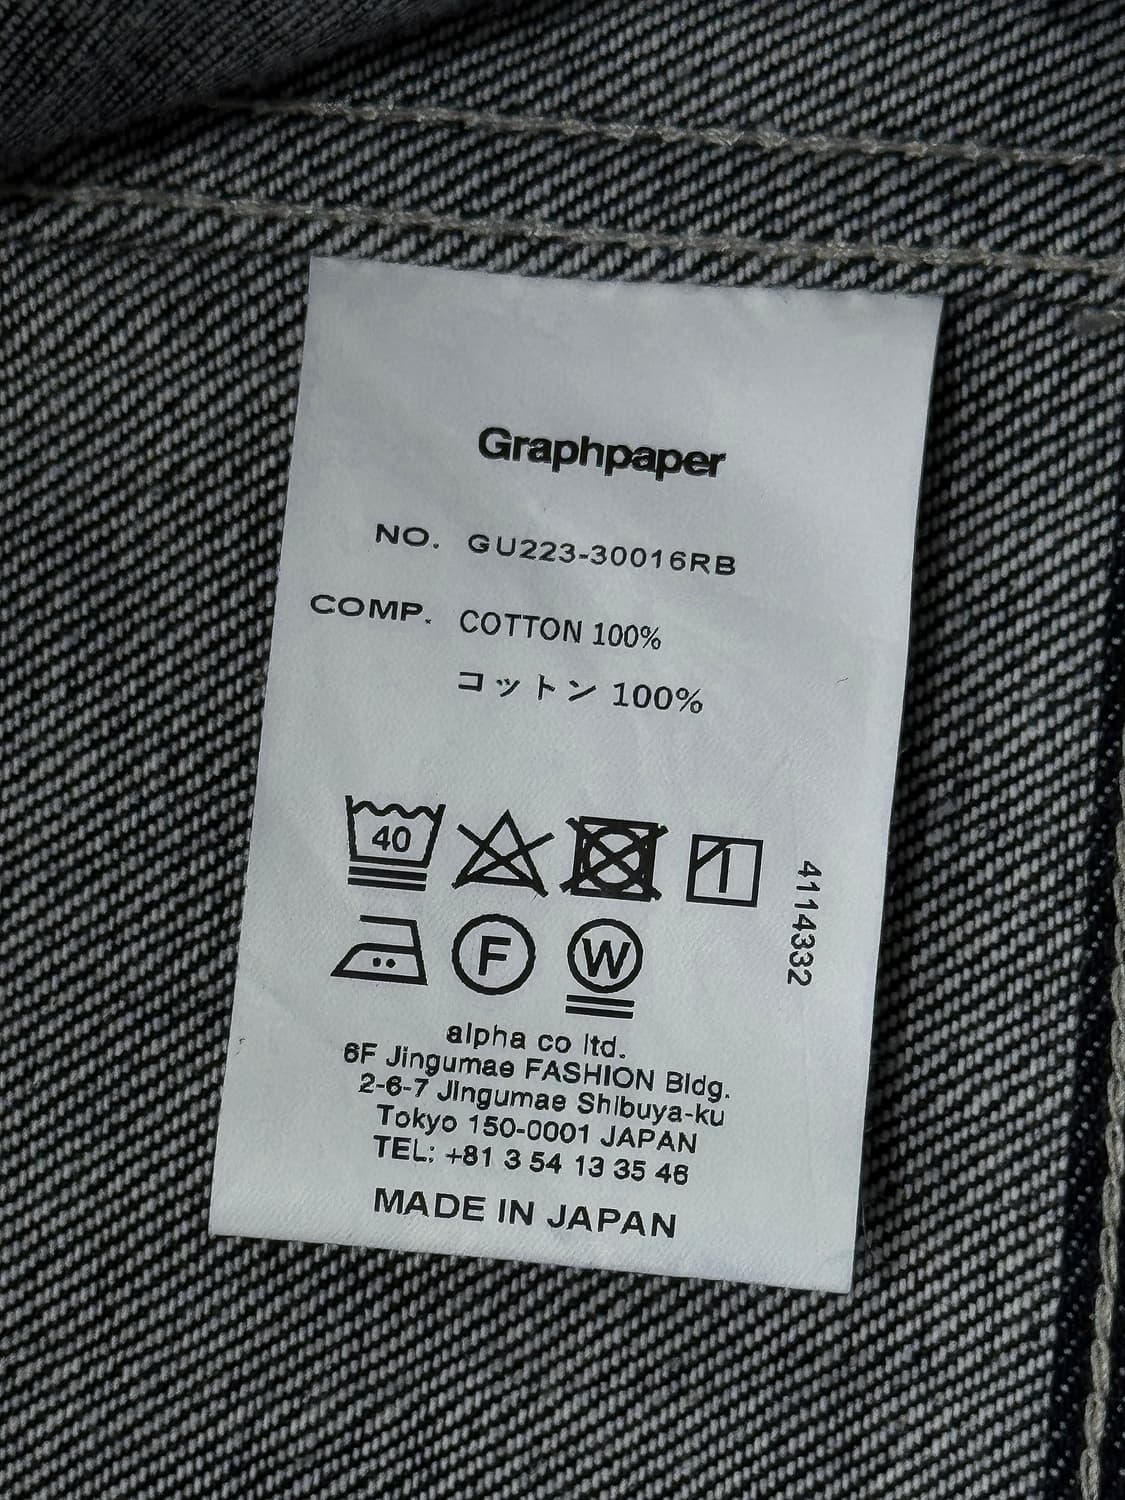 Graphpaper
NO. GU223-30016RB
COMP. COTTON 100%
コットン 100%
40
4114332
F W
alpha co ltd.
6F Jingumae FASHION Bldg.
2-6-7 Jingumae Shibuya-ku
Tokyo 150-0001 JAPAN
TEL: +81 3 54 13 35 46
MADE IN JAPAN